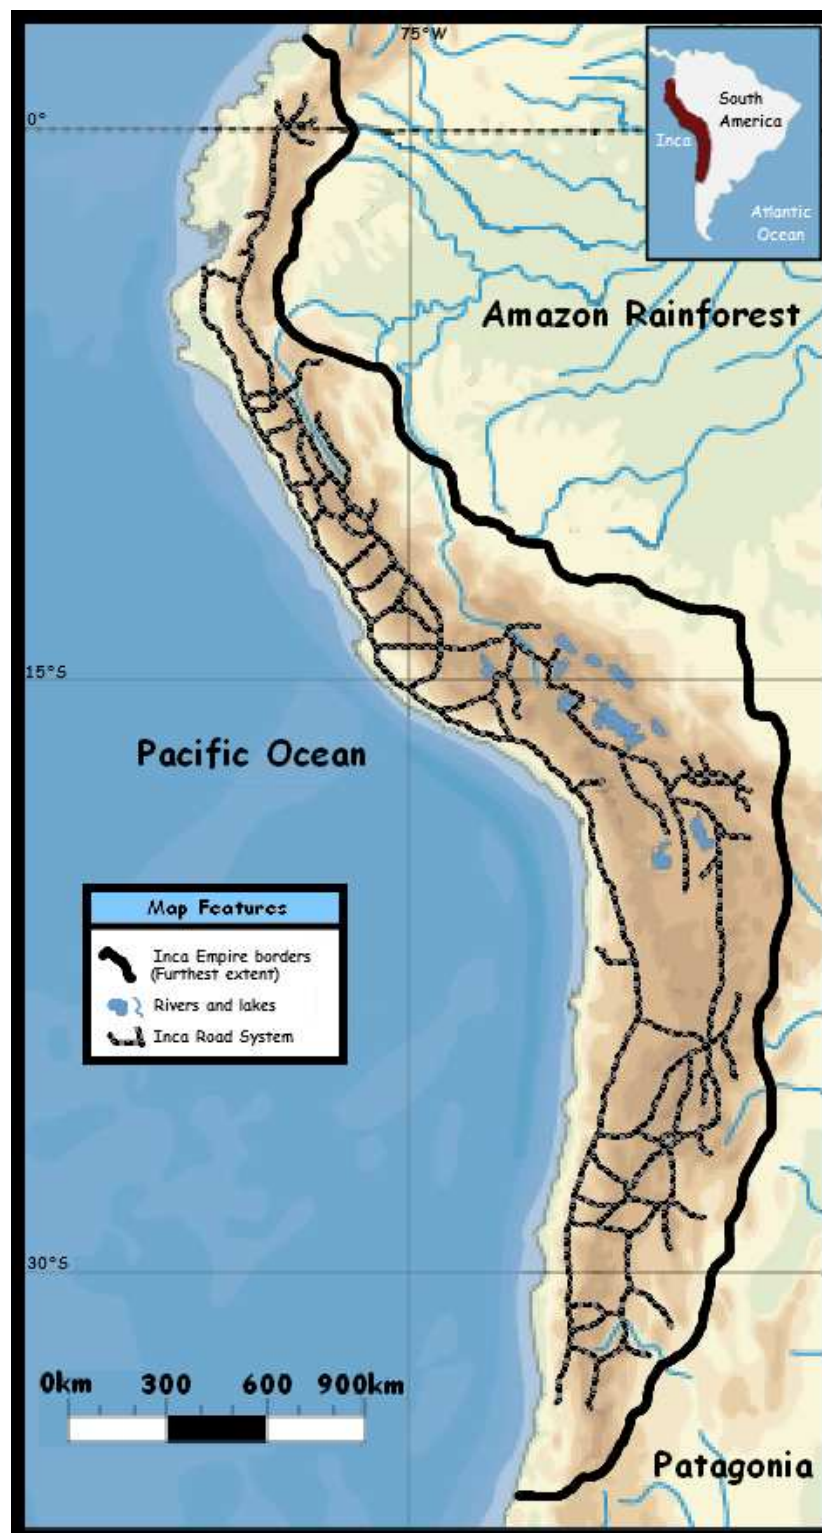 75°W
0°
South
America
Inca
Atlantic
Ocean
Amazon Rainforest
15°S
Pacific Ocean
Map Features
Inca Empire borders
(Furthest extent)
Rivers and lakes
Inca Road System
30°S
0km 300 600 900km
Patagonia